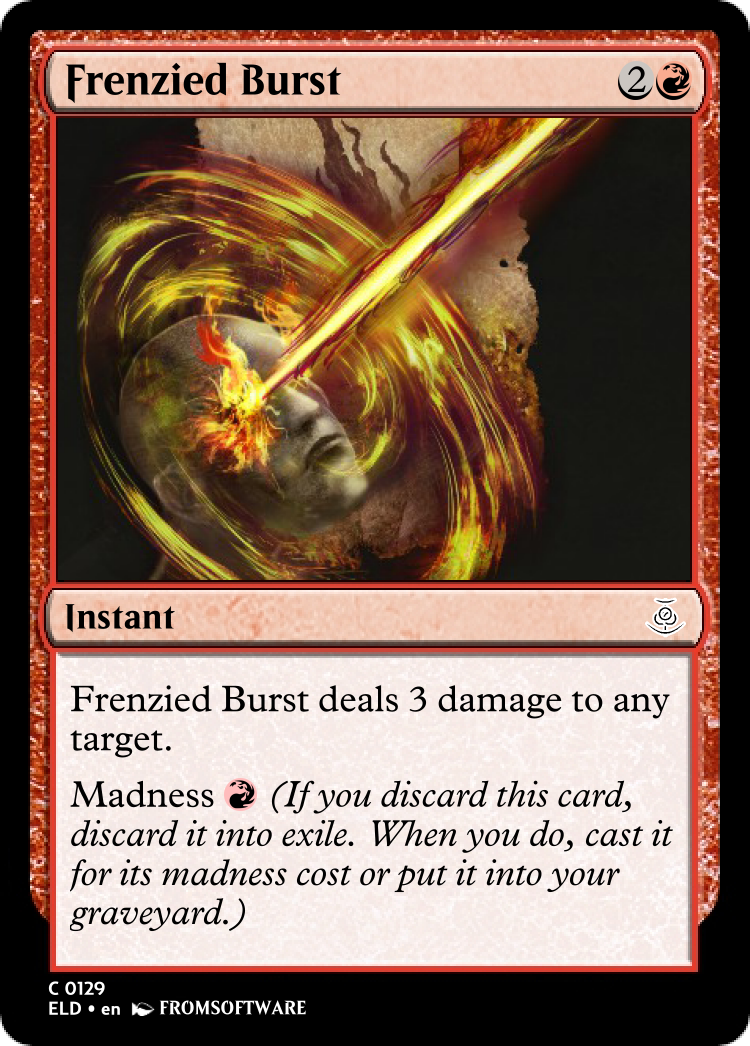 Frenzied Burst 2
Instant
Frenzied Burst deals 3 damage to any
target.
Madness (If you discard this card,
discard it into exile. When you do, cast it
for its madness cost or put it into your
graveyard.)
C 0129
ELD • en FROMSOFTWARE